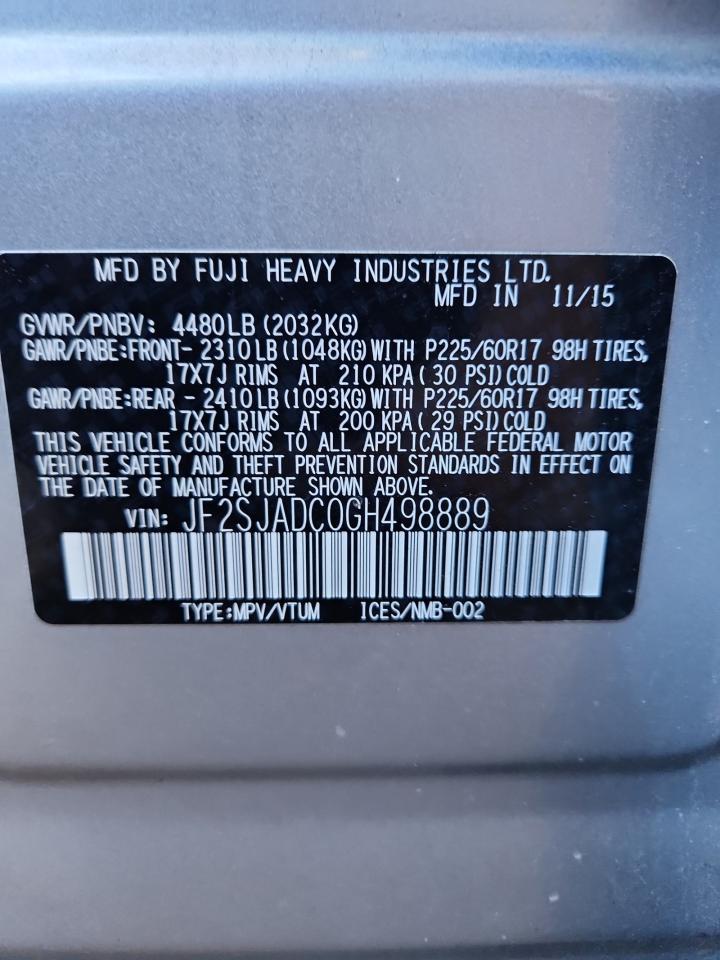 MFD BY FUJI HEAVY INDUSTRIES LTD.
MFD IN 11/15
GVWR/PNBV: 4480LB (2032KG)
GAWR/PNBE:FRONT- 2310LB (1048KG) WITH P225/60R17 98H TIRES,
17X7J RIMS AT 210 KPA ( 30 PSI) COLD
GAWR/PNBE:REAR - 2410LB (1093KG) WITH P225/60R17 98H TIRES,
17X7J RIMS AT 200 KPA ( 29 PSI) COLD
THIS VEHICLE CONFORMS TO ALL APPLICABLE FEDERAL MOTOR
VEHICLE SAFETY AND THEFT PREVENTION STANDARDS IN EFFECT ON
THE DATE OF MANUFACTURE SHOWN ABOVE.
VIN: JF2SJADC0GH498889
TYPE:MPV/VTUM ICES/NMB-002